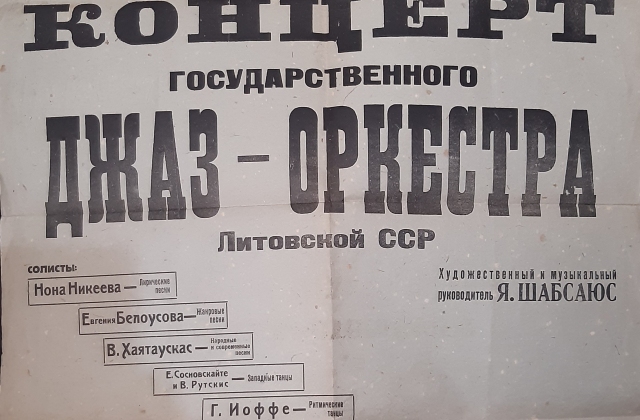 КОНЦЕРТ
ГОСУДАРСТВЕННОГО
ДЖАЗ - ОРКЕСТРА
Литовской ССР
СОЛИСТЫ:
Нона Никеева — Лирические песни
Евгения Белоусова — Жанровые песни
В. Хаятаускас — Народные и современные песни
Е. Сосновскайте и В. Рутскис — Западные танцы
Г. Иоффе — Ритмические танцы
Художественный и музыкальный
руководитель Я. ШАБСАЮС